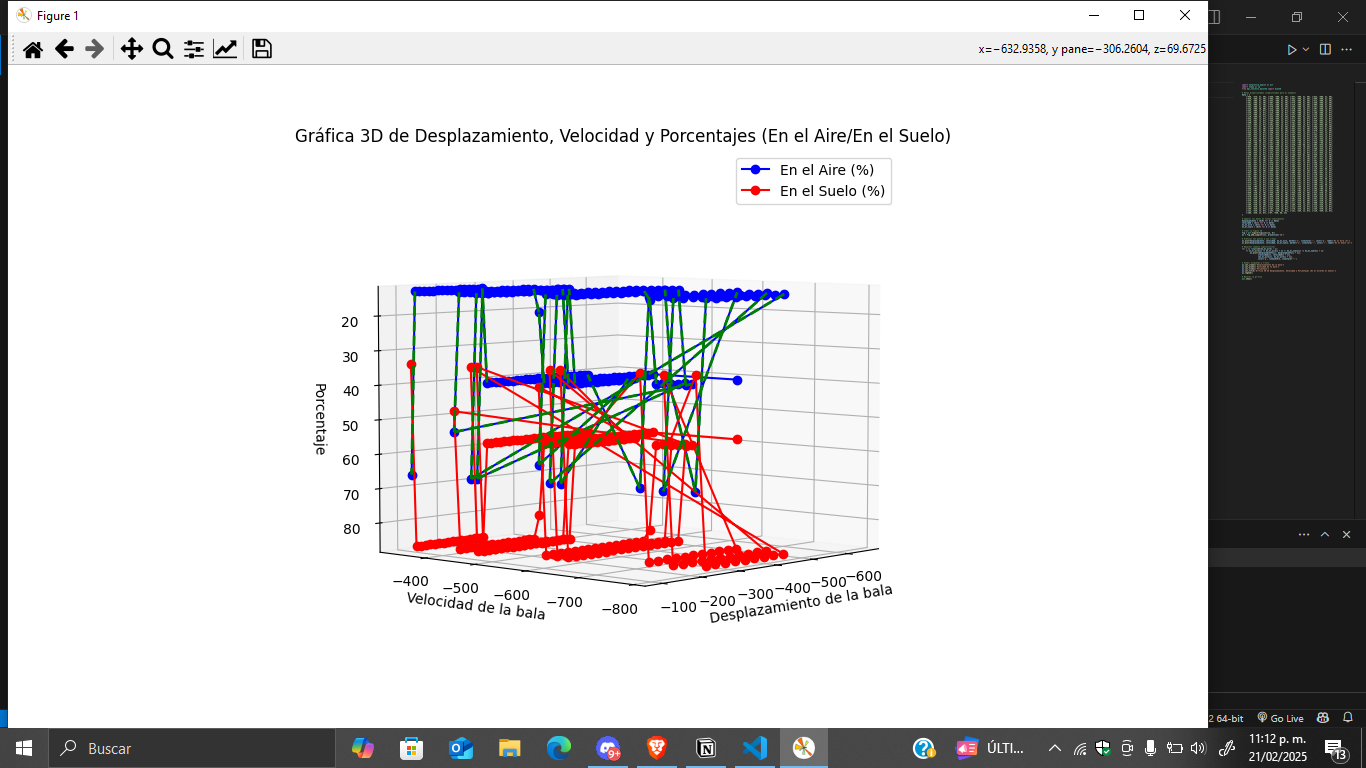 Figure 1
x=−632.9358, y pane=−306.2604, z=69.6725
Gráfica 3D de Desplazamiento, Velocidad y Porcentajes (En el Aire/En el Suelo)
En el Aire (%)
En el Suelo (%)
20
30
40
50
60
70
80
Porcentaje
−400
−500
−600
−700
−800
Velocidad de la bala
−100
−200
−300
−400
−500
−600
Desplazamiento de la bala
2 64-bit
Go Live
Buscar
9+
ÚLTI...
11:12 p. m.
21/02/2025
13